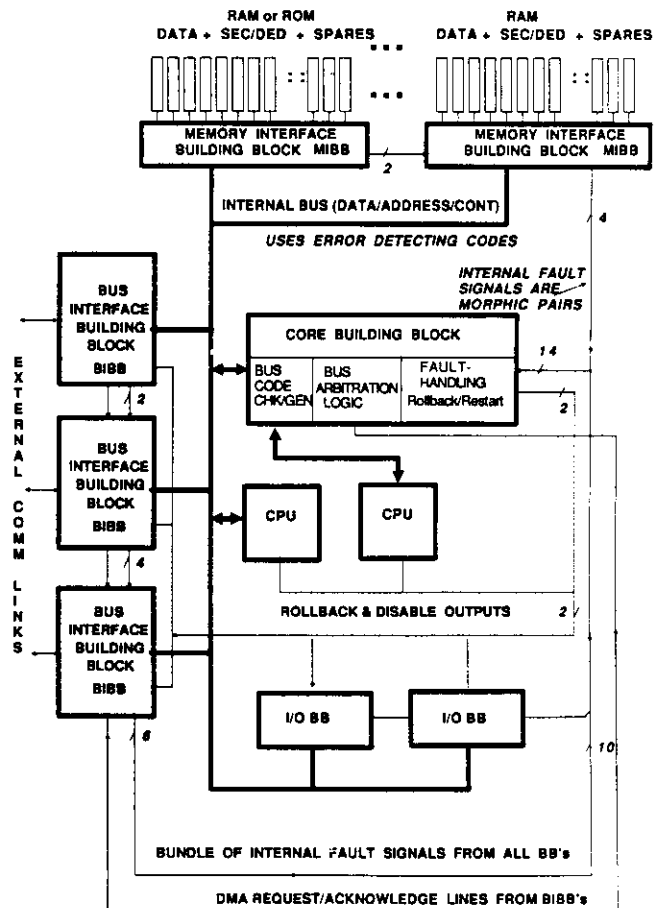 RAM or ROM
DATA + SEC/DED + SPARES
RAM
DATA + SEC/DED + SPARES
MEMORY INTERFACE
BUILDING BLOCK MIBB
MEMORY INTERFACE
BUILDING BLOCK MIBB
2
4
INTERNAL BUS (DATA/ADDRESS/CONT)
USES ERROR DETECTING CODES
INTERNAL FAULT
SIGNALS ARE
MORPHIC PAIRS
BUS
INTERFACE
BUILDING
BLOCK
BIBB
2
EXTERNAL COMM LINKS
CORE BUILDING BLOCK
BUS
CODE
CHK/GEN
BUS
ARBITRATION
LOGIC
FAULT-
HANDLING
Rollback/Restart
14
2
BUS
INTERFACE
BUILDING
BLOCK
BIBB
4
CPU
CPU
BUS
INTERFACE
BUILDING
BLOCK
BIBB
6
ROLLBACK & DISABLE OUTPUTS
2
I/O BB
I/O BB
10
BUNDLE OF INTERNAL FAULT SIGNALS FROM ALL BB's
DMA REQUEST/ACKNOWLEDGE LINES FROM BIBB's